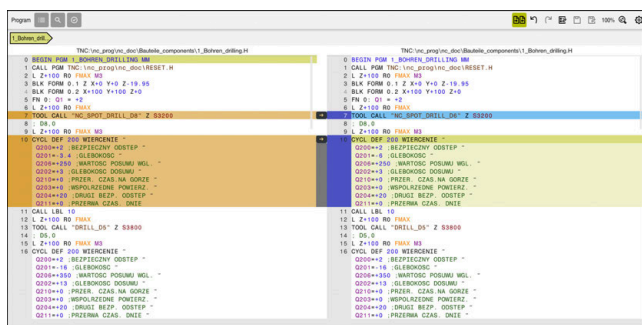 Program
100%
1_Bohren_drill...
TNC:\nc_prog\nc_doc\Bauteile_components\1_Bohren_drilling.H
0 BEGIN PGM 1_BOHREN_DRILLING MM
1 CALL PGM TNC:\nc_prog\nc_doc\RESET.H
2 L Z+100 R0 FMAX M3
3 BLK FORM 0.1 Z X+0 Y+0 Z-19.95
4 BLK FORM 0.2 X+100 Y+100 Z+0
5 FN 0: Q1 = +2
6 L Z+100 R0 FMAX
7 TOOL CALL "NC_SPOT_DRILL_D8" Z S3200
8 ; D8,0
9 L Z+100 R0 FMAX M3
10 CYCL DEF 200 WIERCENIE ~
Q200=+2 ;BEZPIECZNY ODSTEP ~
Q201=-3.4 ;GLEBOKOSC ~
Q206=+250 ;WARTOSC POSUWU WGL. ~
Q202=+3 ;GLEBOKOSC DOSUWU ~
Q210=+0 ;PRZER. CZAS.NA GORZE ~
Q203=+0 ;WSPOLRZEDNE POWIERZ. ~
Q204=+20 ;DRUGI BEZP. ODSTEP ~
Q211=+0 ;PRZERWA CZAS. DNIE
11 CALL LBL 10
12 L Z+100 R0 FMAX
13 TOOL CALL "DRILL_D5" Z S3800
14 ; D5,0
15 L Z+100 R0 FMAX M3
16 CYCL DEF 200 WIERCENIE ~
Q200=+2 ;BEZPIECZNY ODSTEP ~
Q201=-16 ;GLEBOKOSC ~
Q206=+350 ;WARTOSC POSUWU WGL. ~
Q202=+13 ;GLEBOKOSC DOSUWU ~
Q210=+0 ;PRZER. CZAS.NA GORZE ~
Q203=+0 ;WSPOLRZEDNE POWIERZ. ~
Q204=+20 ;DRUGI BEZP. ODSTEP ~
Q211=+0 ;PRZERWA CZAS. DNIE ~
TNC:\nc_prog\nc_doc\Bauteile_components\1_Bohren_drilling.H
0 BEGIN PGM 1_BOHREN_DRILLING MM
1 CALL PGM TNC:\nc_prog\nc_doc\RESET.H
2 L Z+100 R0 FMAX M3
3 BLK FORM 0.1 Z X+0 Y+0 Z-19.95
4 BLK FORM 0.2 X+100 Y+100 Z+0
5 FN 0: Q1 = +2
6 L Z+100 R0 FMAX
7 TOOL CALL "NC_SPOT_DRILL_D6" Z S3200
8 ; D8,0
9 L Z+100 R0 FMAX M3
10 CYCL DEF 200 WIERCENIE ~
Q200=+2 ;BEZPIECZNY ODSTEP ~
Q201=-6 ;GLEBOKOSC ~
Q206=+250 ;WARTOSC POSUWU WGL. ~
Q202=+3 ;GLEBOKOSC DOSUWU ~
Q210=+0 ;PRZER. CZAS.NA GORZE ~
Q203=+0 ;WSPOLRZEDNE POWIERZ. ~
Q204=+20 ;DRUGI BEZP. ODSTEP ~
Q211=+0 ;PRZERWA CZAS. DNIE
11 CALL LBL 10
12 L Z+100 R0 FMAX
13 TOOL CALL "DRILL_D5" Z S3800
14 ; D5,0
15 L Z+100 R0 FMAX M3
16 CYCL DEF 200 WIERCENIE ~
Q200=+2 ;BEZPIECZNY ODSTEP ~
Q201=-16 ;GLEBOKOSC ~
Q206=+350 ;WARTOSC POSUWU WGL. ~
Q202=+13 ;GLEBOKOSC DOSUWU ~
Q210=+0 ;PRZER. CZAS.NA GORZE ~
Q203=+0 ;WSPOLRZEDNE POWIERZ. ~
Q204=+20 ;DRUGI BEZP. ODSTEP ~
Q211=+0 ;PRZERWA CZAS. DNIE ~